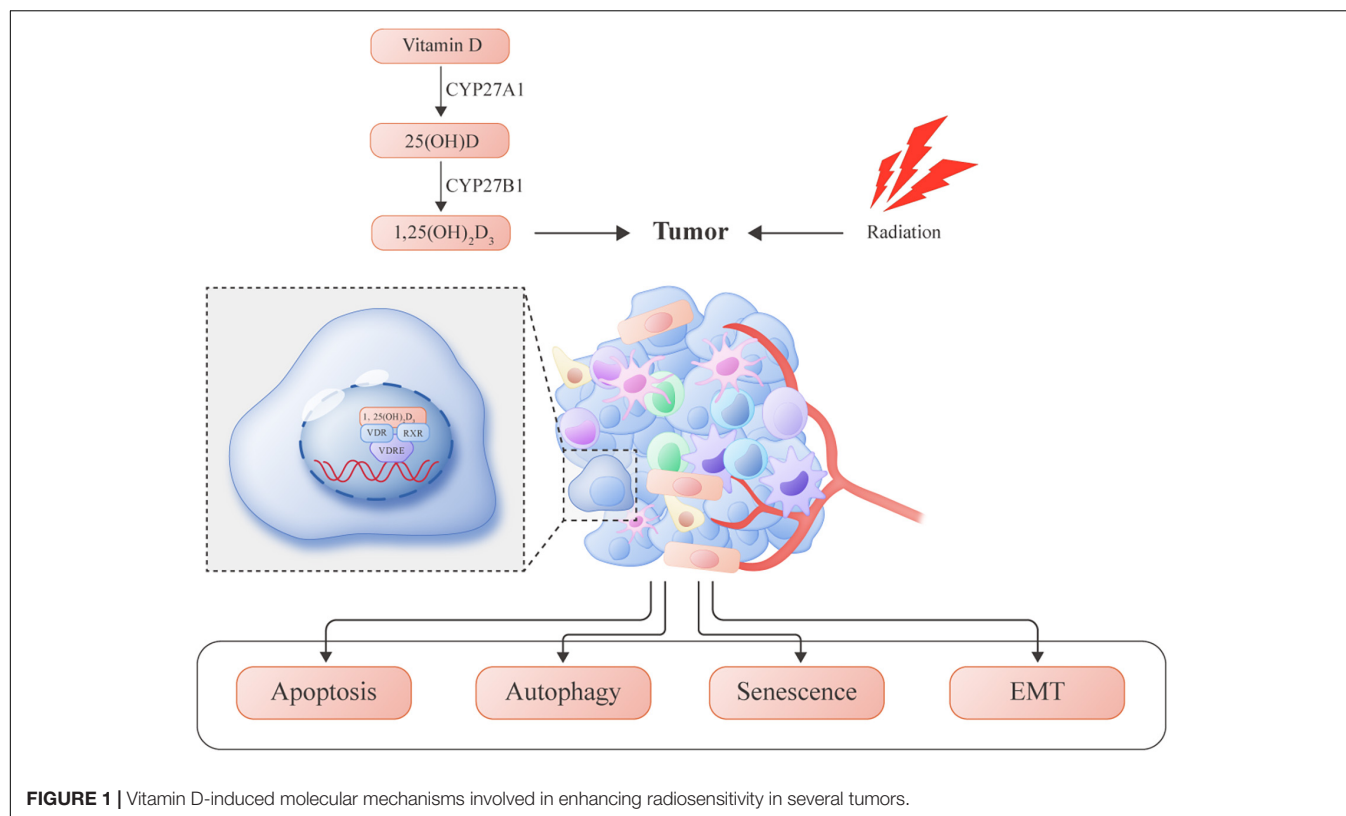 Vitamin D
CYP27A1
25(OH)D
CYP27B1
1,25(OH)₂D₃
Tumor
Radiation
1, 25(OH)₂D₃
VDR
RXR
VDRE
Apoptosis
Autophagy
Senescence
EMT
FIGURE 1 | Vitamin D-induced molecular mechanisms involved in enhancing radiosensitivity in several tumors.